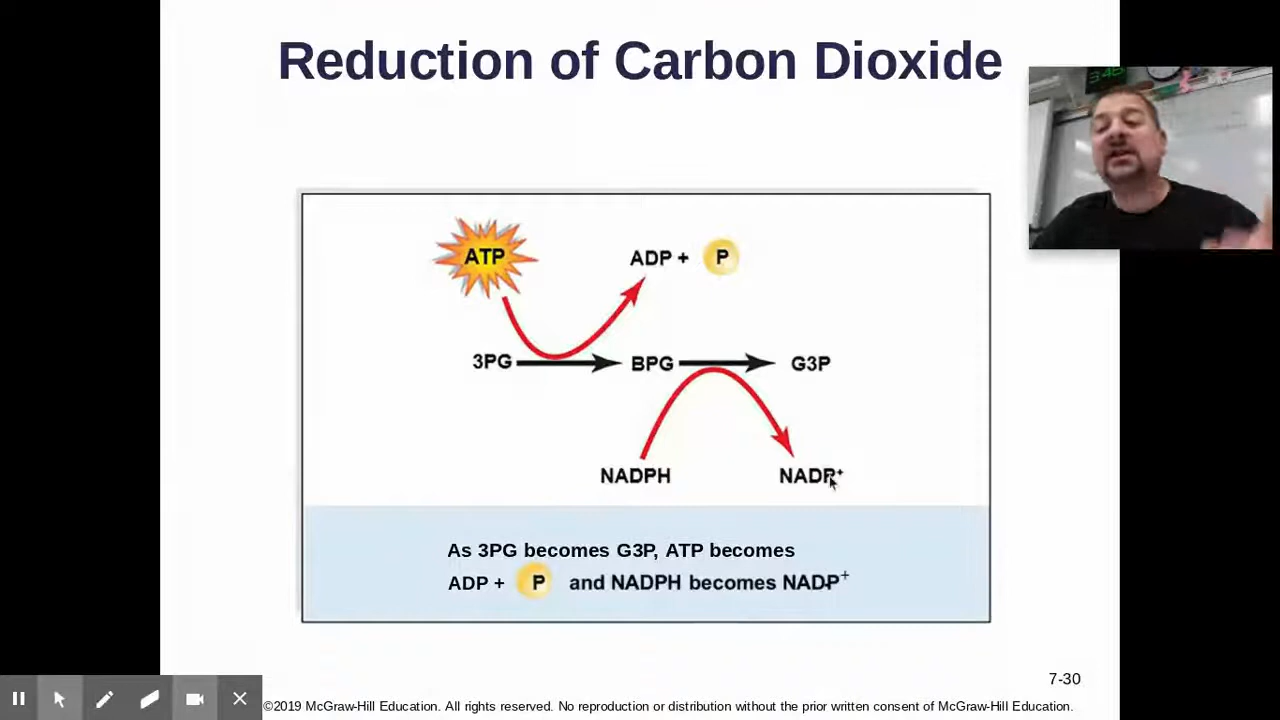 Reduction of Carbon Dioxide
ATP
ADP + P
3PG BPG G3P
NADPH NADP+
As 3PG becomes G3P, ATP becomes
ADP + P and NADPH becomes NADP+
7-30
©2019 McGraw-Hill Education. All rights reserved. No reproduction or distribution without the prior written consent of McGraw-Hill Education.